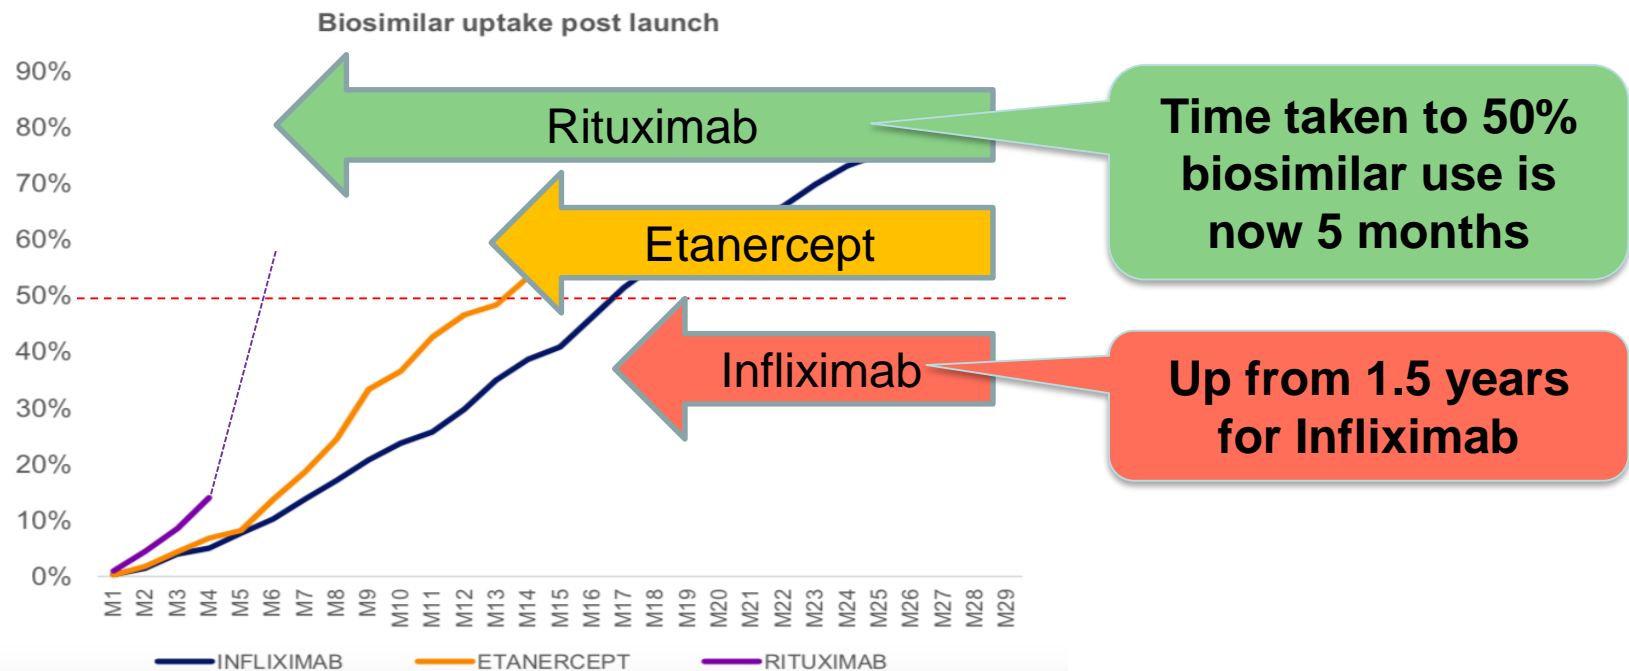 Biosimilar uptake post launch
90%
80%
70%
60%
50%
40%
30%
20%
10%
0%
Rituximab
Etanercept
Infliximab
Time taken to 50%
biosimilar use is
now 5 months
Up from 1.5 years
for Infliximab
M1
M2
M3
M4
M5
M6
M7
M8
M9
M10
M11
M12
M13
M14
M15
M16
M17
M18
M19
M20
M21
M22
M23
M24
M25
M26
M27
M28
M29
INFLIXIMAB
ETANERCEPT
RITUXIMAB